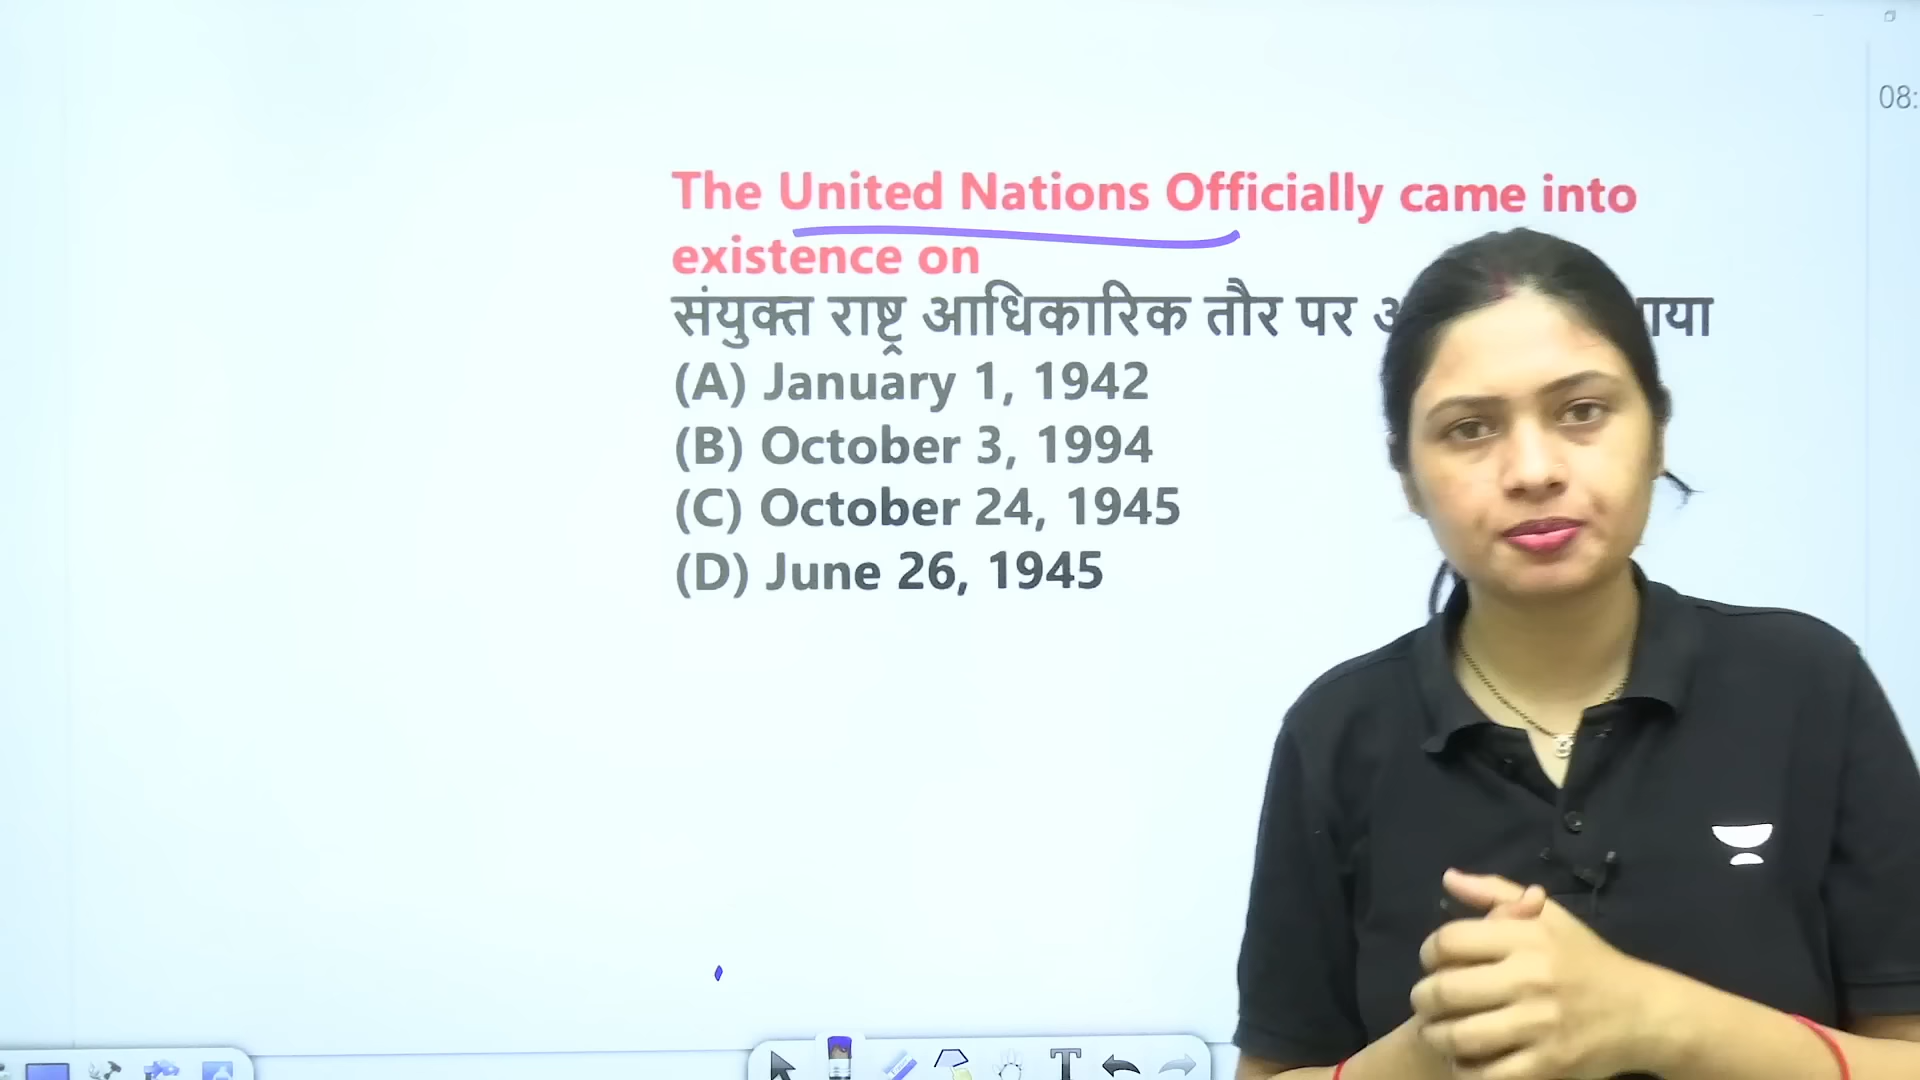 08:
The United Nations Officially came into
existence on
संयुक्त राष्ट्र आधिकारिक तौर पर
(A) January 1, 1942
(B) October 3, 1994
(C) October 24, 1945
(D) June 26, 1945
T